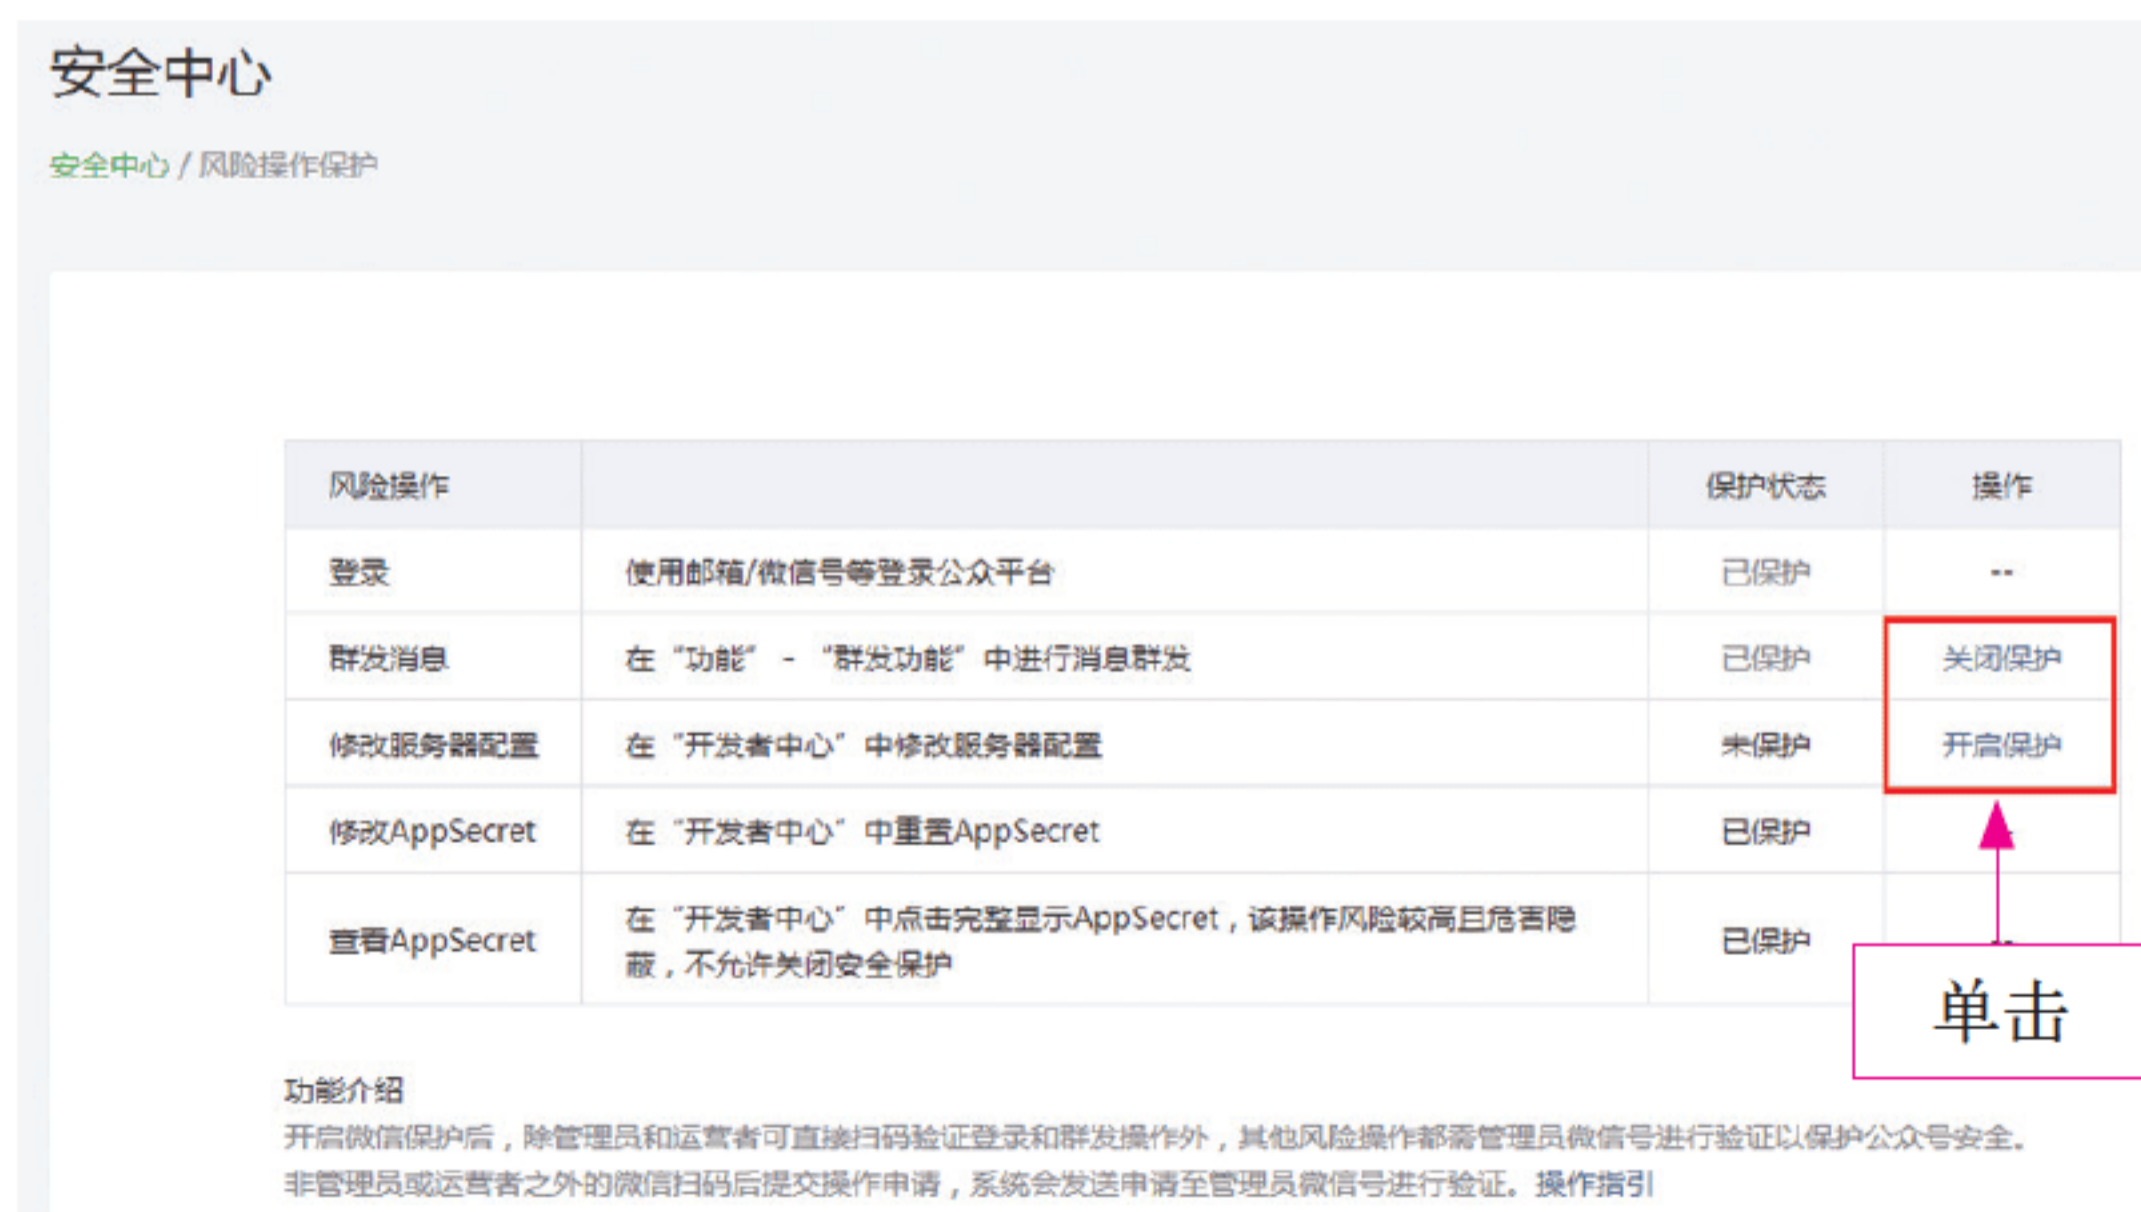 安全中心
安全中心 / 风险操作保护
风险操作 保护状态 操作
登录 使用邮箱/微信号等登录公众平台 已保护 --
群发消息 在“功能” - “群发功能”中进行消息群发 已保护 关闭保护
修改服务器配置 在“开发者中心”中修改服务器配置 未保护 开启保护
修改AppSecret 在“开发者中心”中重置AppSecret 已保护
查看AppSecret 在“开发者中心”中点击完整显示AppSecret，该操作风险较高且危害隐
蔽，不允许关闭安全保护 已保护 --
单击
功能介绍
开启微信保护后，除管理员和运营者可直接扫码验证登录和群发操作外，其他风险操作都需管理员微信号进行验证以保护公众号安全。
非管理员或运营者之外的微信扫码后提交操作申请，系统会发送申请至管理员微信号进行验证。操作指引